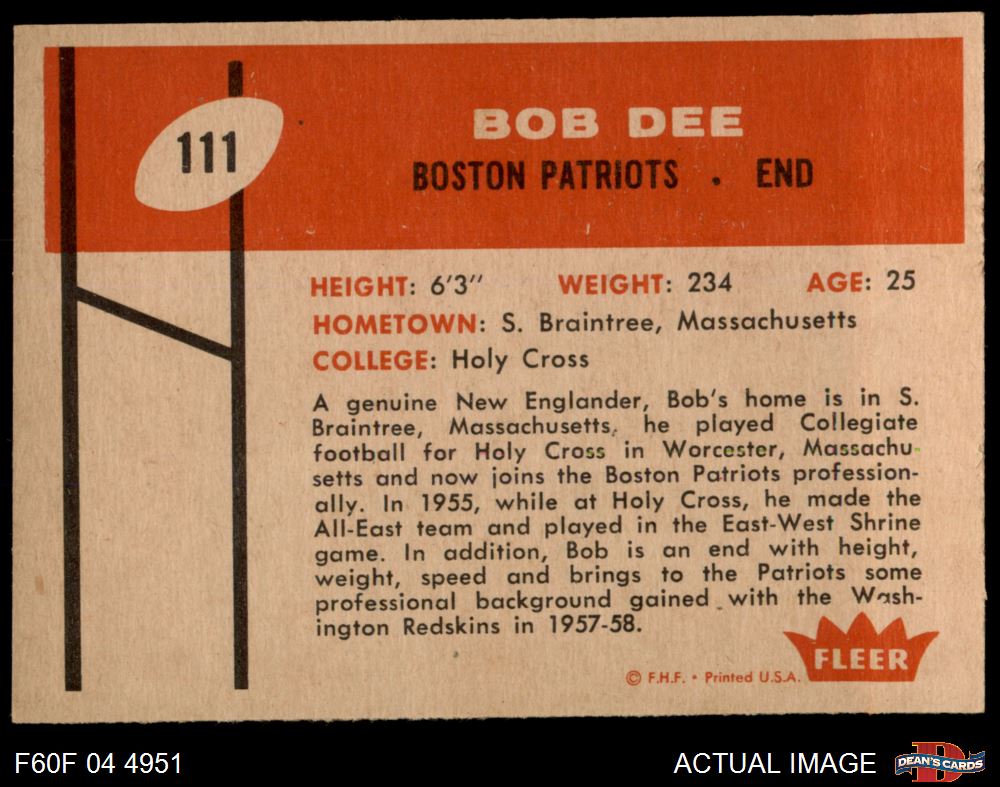 111
BOB DEE
BOSTON PATRIOTS . END
HEIGHT: 6'3" WEIGHT: 234 AGE: 25
HOMETOWN: S. Braintree, Massachusetts
COLLEGE: Holy Cross
A genuine New Englander, Bob's home is in S.
Braintree, Massachusetts, he played Collegiate
football for Holy Cross in Worcester, Massachu-
setts and now joins the Boston Patriots profession-
ally. In 1955, while at Holy Cross, he made the
All-East team and played in the East-West Shrine
game. In addition, Bob is an end with height,
weight, speed and brings to the Patriots some
professional background gained with the Wash-
ington Redskins in 1957-58.
FLEER
© F.H.F. • Printed U.S.A.
F60F 04 4951
ACTUAL IMAGE
D
DEAN'S CARDS